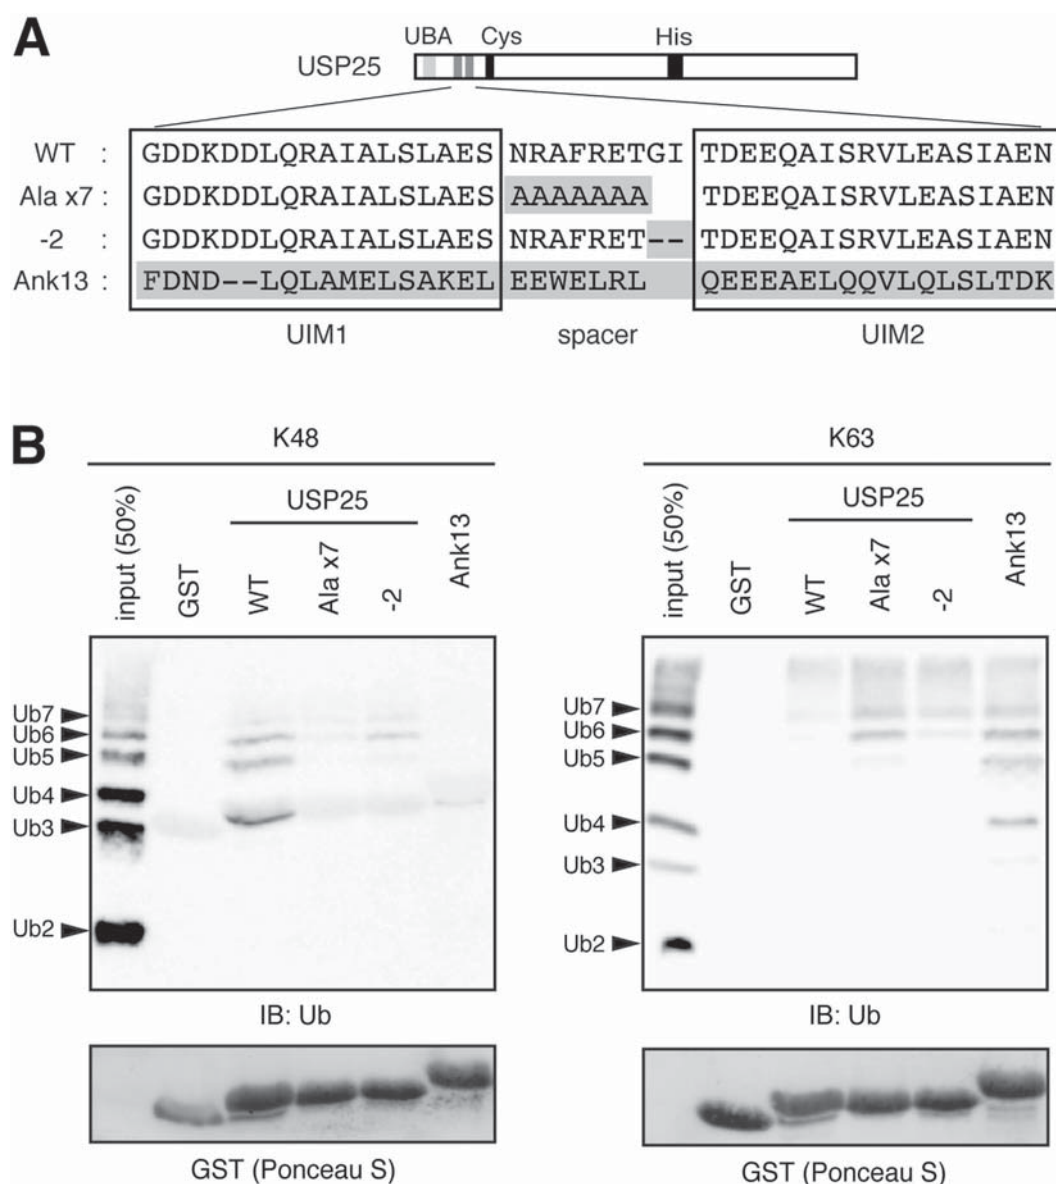 A
UBA Cys His
USP25
WT : GDDKDDLQRAIALSLAES NRAFRETGI TDEEQAISRVLEASIAEN
Ala x7 : GDDKDDLQRAIALSLAES AAAAAAA TDEEQAISRVLEASIAEN
-2 : GDDKDDLQRAIALSLAES NRAFRET-- TDEEQAISRVLEASIAEN
Ank13 : FDND--LQLAMELSAKEL EEWELRL QEEEAELQQVLQLSLTDK
UIM1 spacer UIM2
B
K48
input (50%)
GST
USP25
WT
Ala x7
-2
Ank13
Ub7
Ub6
Ub5
Ub4
Ub3
Ub2
IB: Ub
GST (Ponceau S)
K63
input (50%)
GST
USP25
WT
Ala x7
-2
Ank13
Ub7
Ub6
Ub5
Ub4
Ub3
Ub2
IB: Ub
GST (Ponceau S)